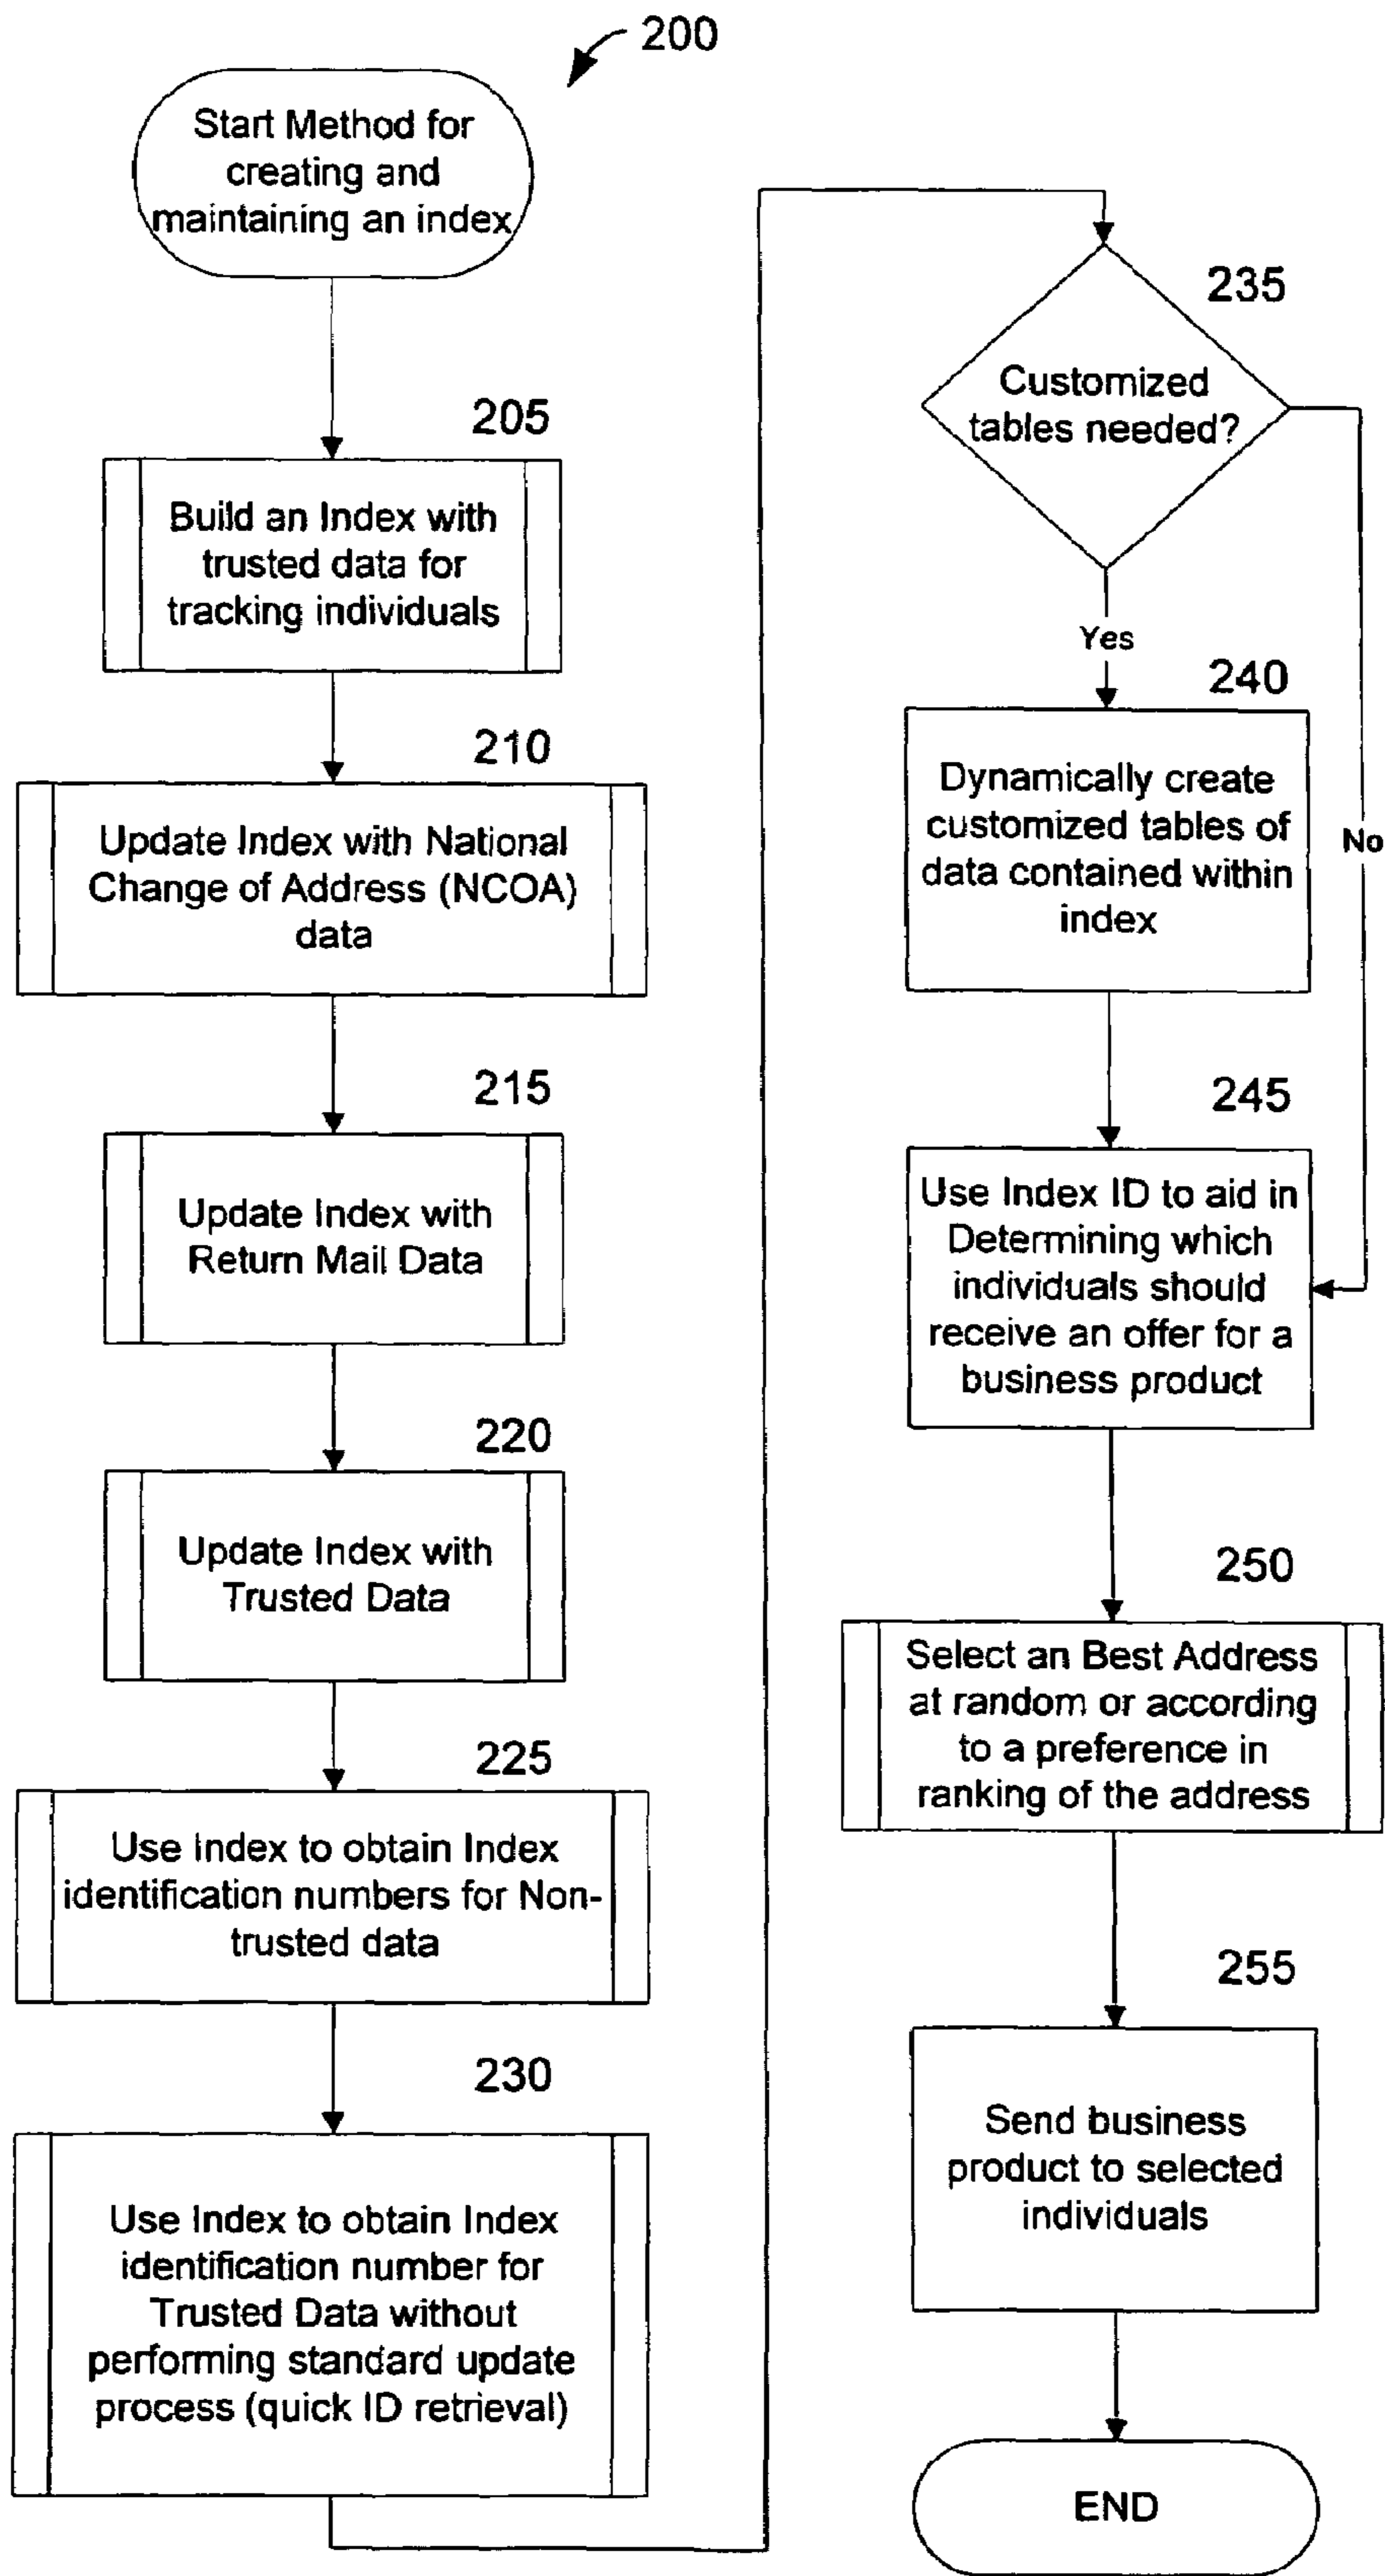 200
Start Method for
creating and
maintaining an index
205
Build an Index with
trusted data for
tracking individuals
210
Update Index with National
Change of Address (NCOA)
data
215
Update Index with
Return Mail Data
220
Update Index with
Trusted Data
225
Use Index to obtain Index
identification numbers for Non-
trusted data
230
Use Index to obtain Index
identification number for
Trusted Data without
performing standard update
process (quick ID retrieval)
235
Customized
tables needed?
Yes
No
240
Dynamically create
customized tables of
data contained within
index
245
Use Index ID to aid in
Determining which
individuals should
receive an offer for a
business product
250
Select an Best Address
at random or according
to a preference in
ranking of the address
255
Send business
product to selected
individuals
END